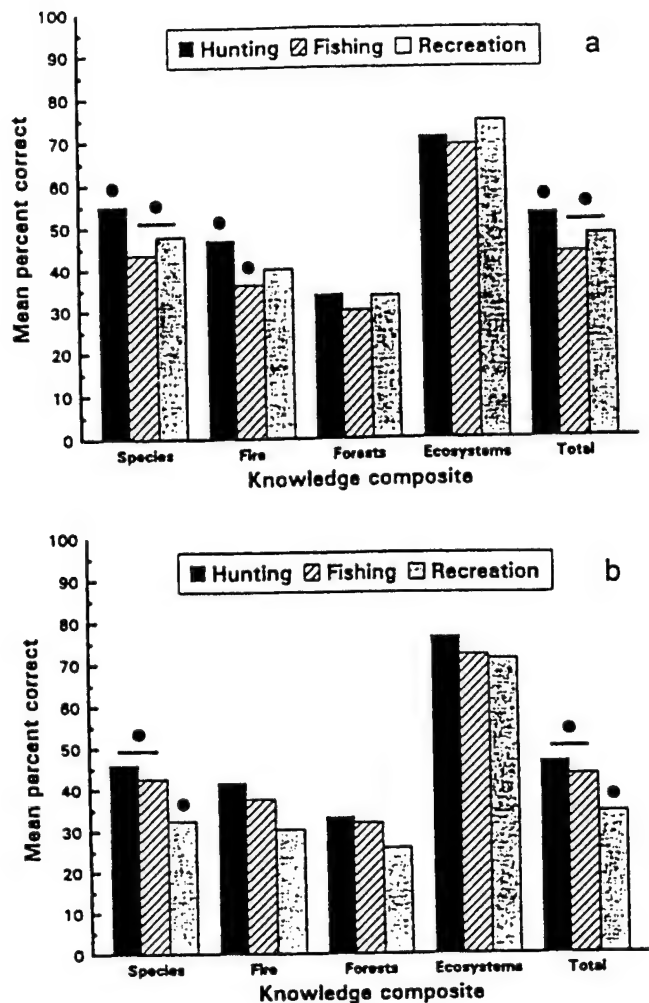 Hunting Fishing Recreation a
Mean percent correct
100
90
80
70
60
50
40
30
20
10
0
Species Fire Forests Ecosystems Total
Knowledge composite
Hunting Fishing Recreation b
Mean percent correct
100
90
80
70
60
50
40
30
20
10
0
Species Fire Forests Ecosystems Total
Knowledge composite